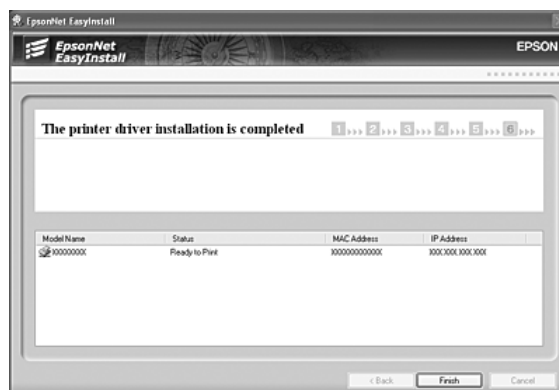 EpsonNet EasyInstall
EpsonNet
EasyInstall
EPSON
The printer driver installation is completed
1 2 3 4 5 6
Model Name Status MAC Address IP Address
XXXXXXXX Ready to Print XXXXXXXXXXXX XXX.XXX.XXX.XXX
< Back Finish Cancel